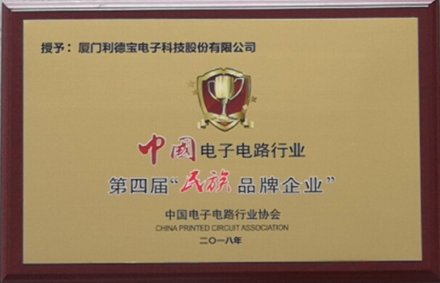 授予：厦门利德宝电子科技股份有限公司
中国电子电路行业
第四届“民族品牌企业”
中国电子电路行业协会
CHINA PRINTED CIRCUIT ASSOCIATION
二〇一八年